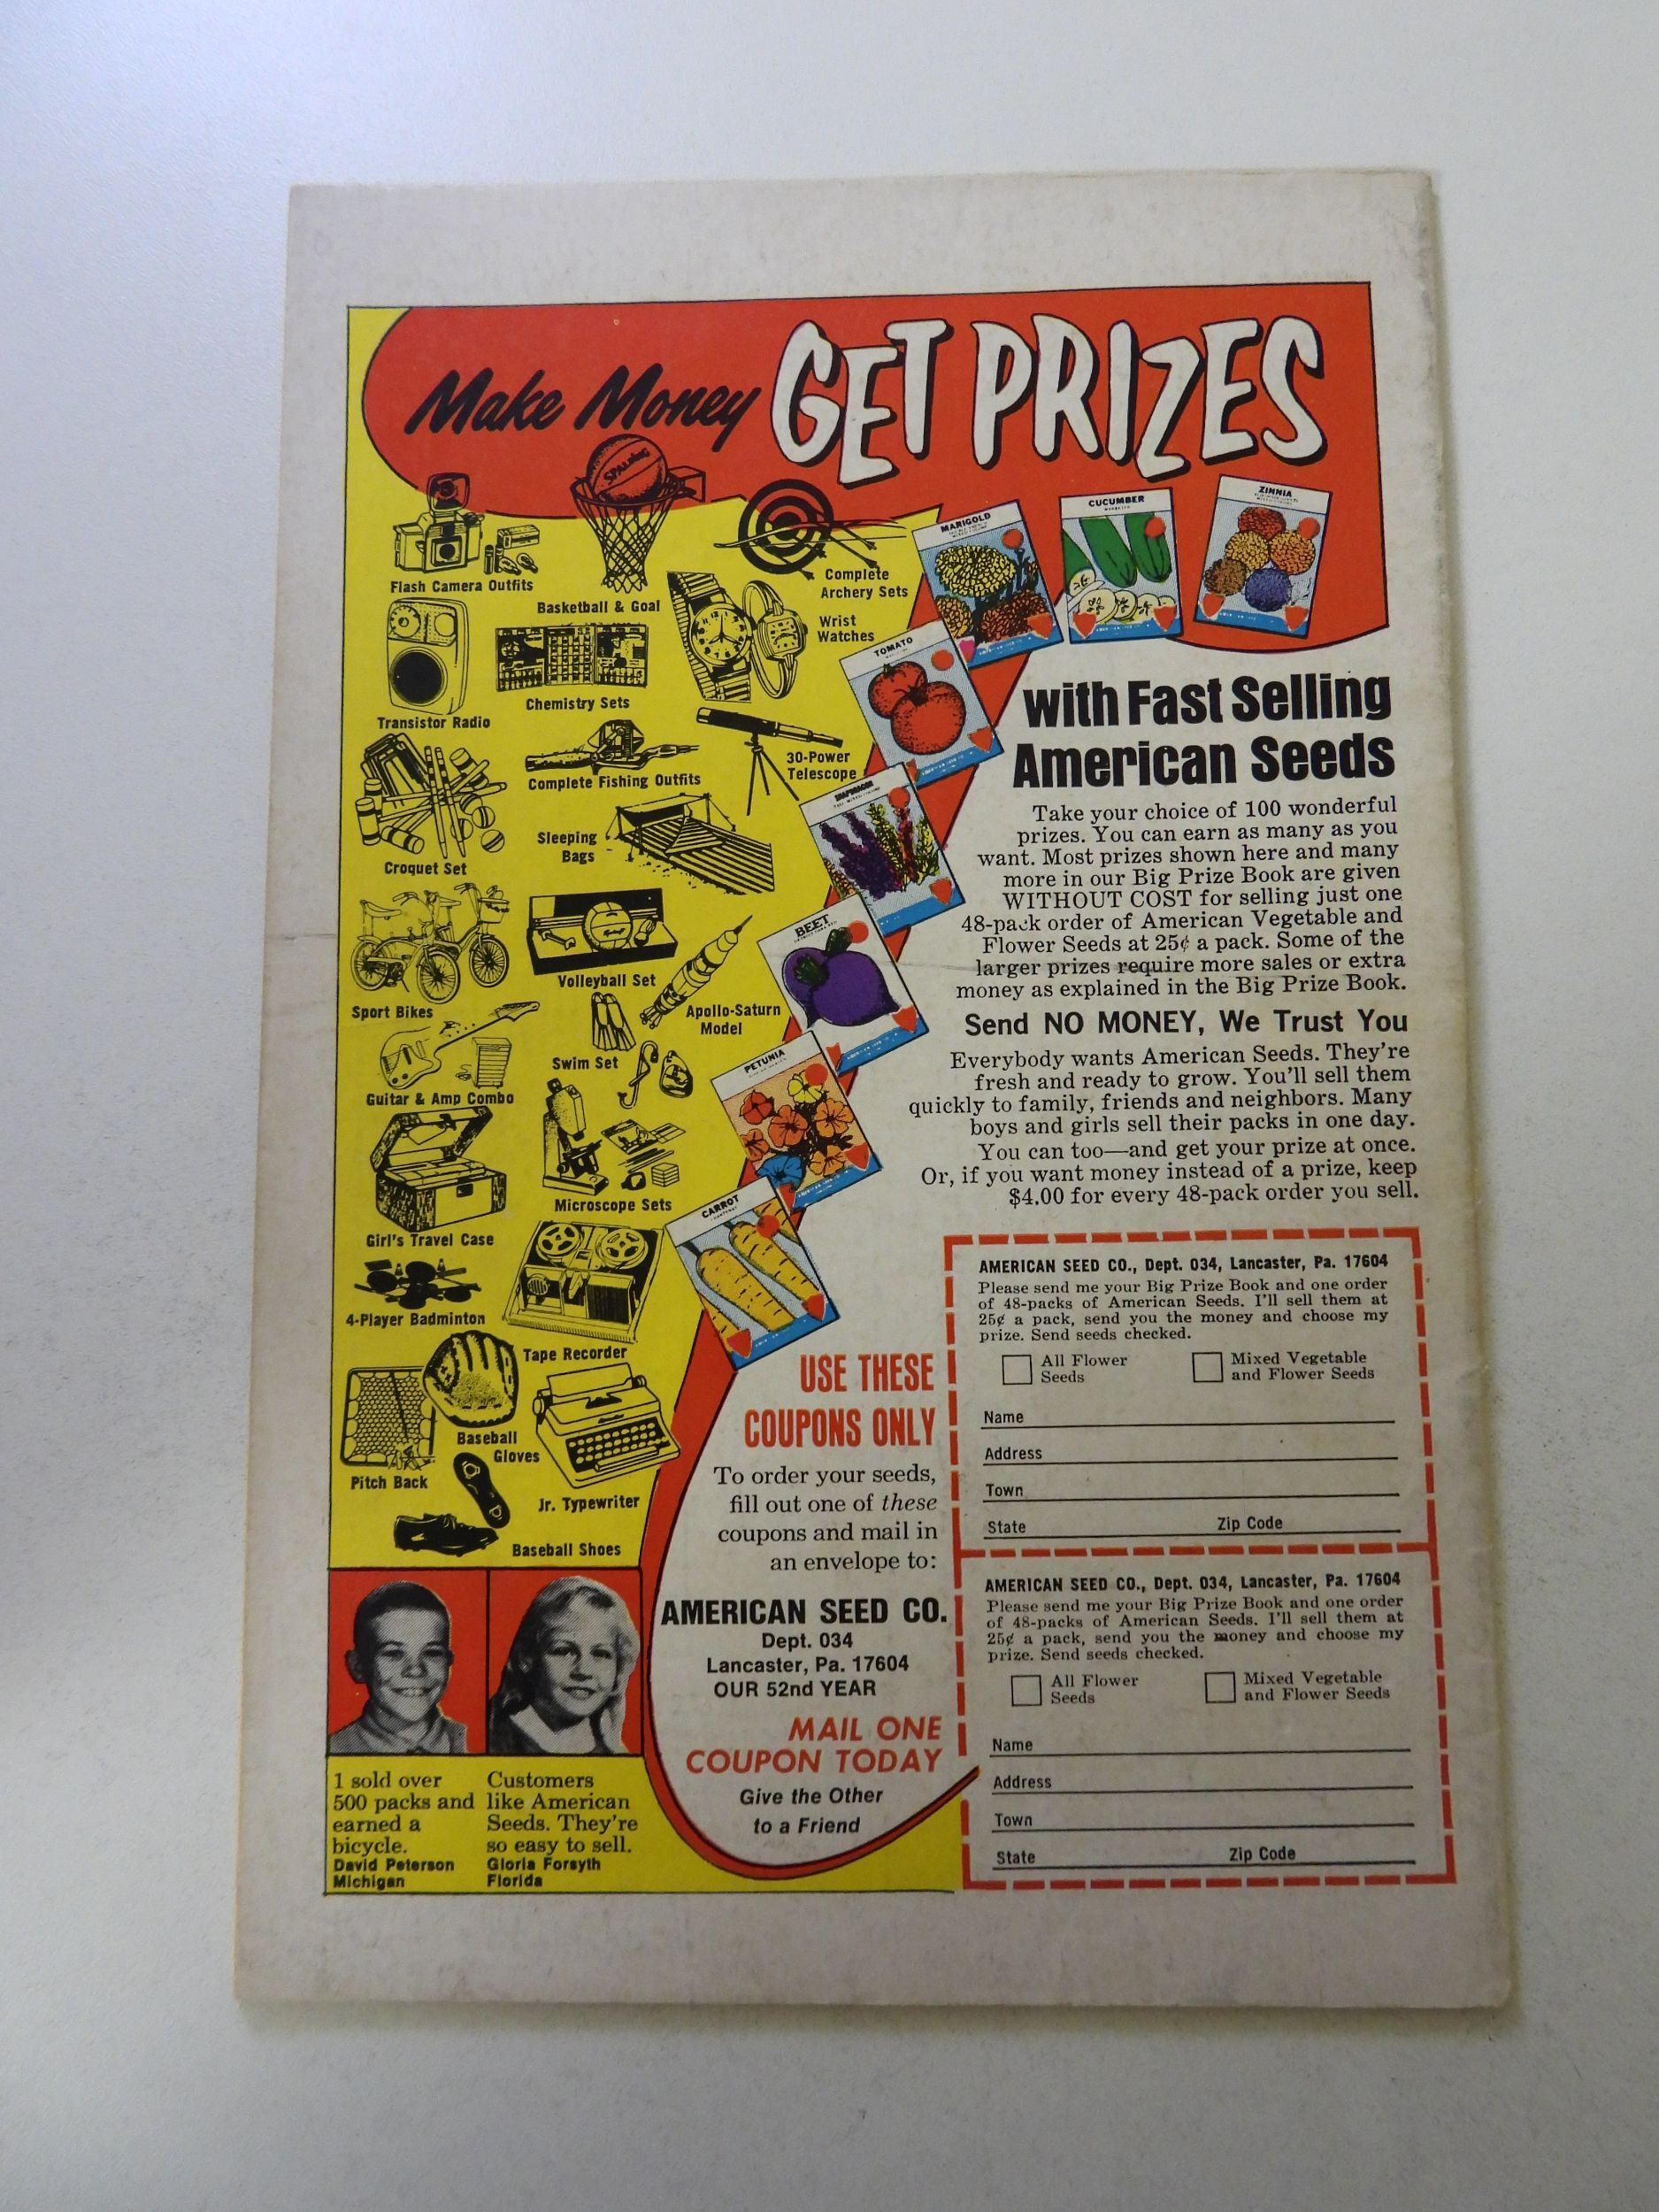 Make Money GET PRIZES
SPALDING
Flash Camera Outfits
Basketball & Goal
Complete
Archery Sets
Wrist
Watches
Transistor Radio
Chemistry Sets
30-Power
Telescope
Complete Fishing Outfits
Croquet Set
Sleeping
Bags
Sport Bikes
Volleyball Set
Apollo-Saturn
Model
Swim Set
Guitar & Amp Combo
Microscope Sets
Girl's Travel Case
4-Player Badminton
Tape Recorder
Baseball
Gloves
Pitch Back
Jr. Typewriter
Baseball Shoes
MARIGOLD
CUCUMBER
ZINNIA
TOMATO
SNAPDRAGON
BEET
PETUNIA
CARROT
with Fast Selling
American Seeds
Take your choice of 100 wonderful
prizes. You can earn as many as you
want. Most prizes shown here and many
more in our Big Prize Book are given
WITHOUT COST for selling just one
48-pack order of American Vegetable and
Flower Seeds at 25¢ a pack. Some of the
larger prizes require more sales or extra
money as explained in the Big Prize Book.
Send NO MONEY, We Trust You
Everybody wants American Seeds. They're
fresh and ready to grow. You'll sell them
quickly to family, friends and neighbors. Many
boys and girls sell their packs in one day.
You can too—and get your prize at once.
Or, if you want money instead of a prize, keep
$4.00 for every 48-pack order you sell.
USE THESE
COUPONS ONLY
To order your seeds,
fill out one of these
coupons and mail in
an envelope to:
AMERICAN SEED CO.
Dept. 034
Lancaster, Pa. 17604
OUR 52nd YEAR
MAIL ONE
COUPON TODAY
Give the Other
to a Friend
1 sold over
500 packs and
earned a
bicycle.
David Peterson
Michigan
Customers
like American
Seeds. They're
so easy to sell.
Gloria Forsyth
Florida
AMERICAN SEED CO., Dept. 034, Lancaster, Pa. 17604
Please send me your Big Prize Book and one order
of 48-packs of American Seeds. I'll sell them at
25¢ a pack, send you the money and choose my
prize. Send seeds checked.
All Flower
Seeds
Mixed Vegetable
and Flower Seeds
Name
Address
Town
State Zip Code
AMERICAN SEED CO., Dept. 034, Lancaster, Pa. 17604
Please send me your Big Prize Book and one order
of 48-packs of American Seeds. I'll sell them at
25¢ a pack, send you the money and choose my
prize. Send seeds checked.
All Flower
Seeds
Mixed Vegetable
and Flower Seeds
Name
Address
Town
State Zip Code